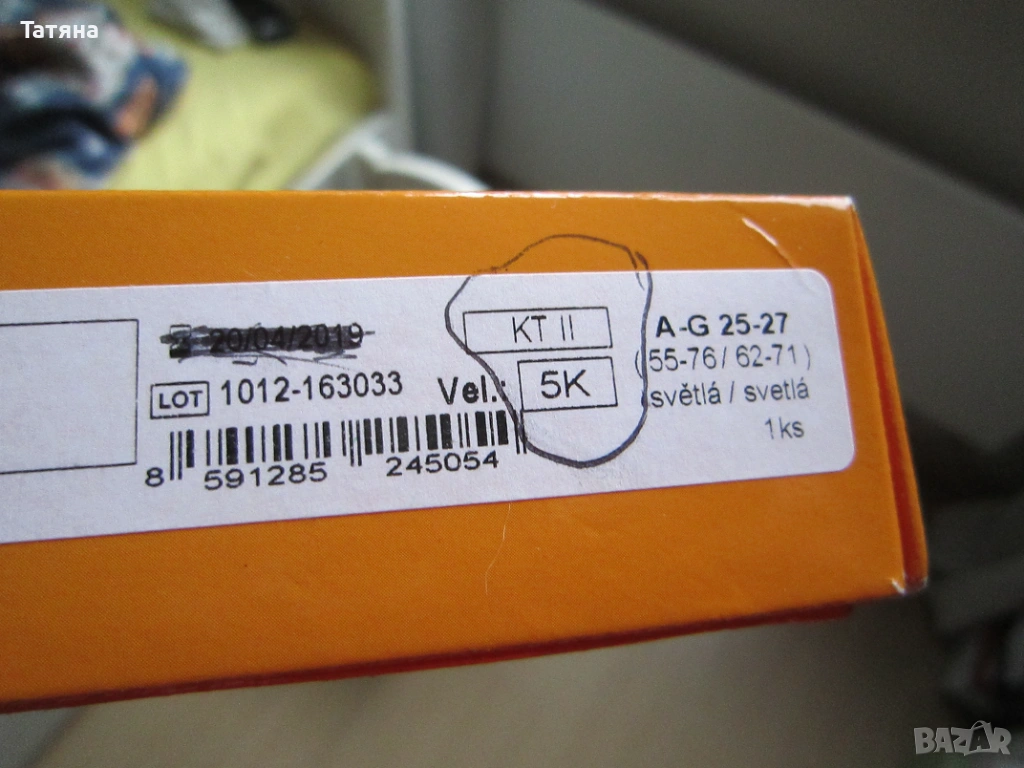 Татяна
20/04/2019
LOT 1012-163033
Vel.:
KT II
5K
A-G 25-27
(55-76/ 62-71)
světlá / svetlá
1ks
8 591285 245054
BAZAR